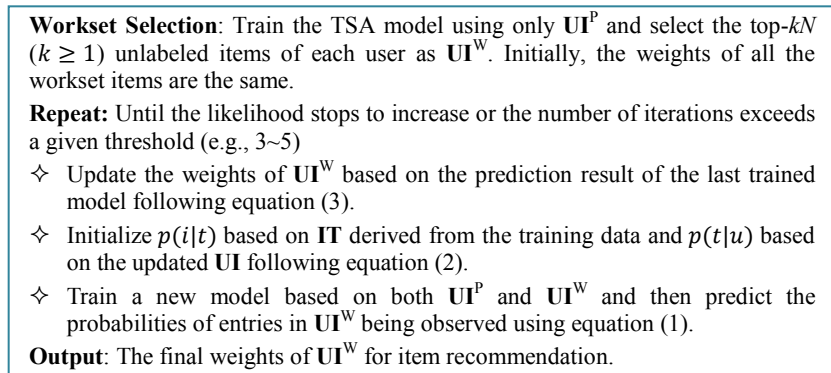 Workset Selection: Train the TSA model using only UI^P and select the top-kN
(k ≥ 1) unlabeled items of each user as UI^W. Initially, the weights of all the
workset items are the same.
Repeat: Until the likelihood stops to increase or the number of iterations exceeds
a given threshold (e.g., 3~5)
✧ Update the weights of UI^W based on the prediction result of the last trained
model following equation (3).
✧ Initialize p(i|t) based on IT derived from the training data and p(t|u) based
on the updated UI following equation (2).
✧ Train a new model based on both UI^P and UI^W and then predict the
probabilities of entries in UI^W being observed using equation (1).
Output: The final weights of UI^W for item recommendation.